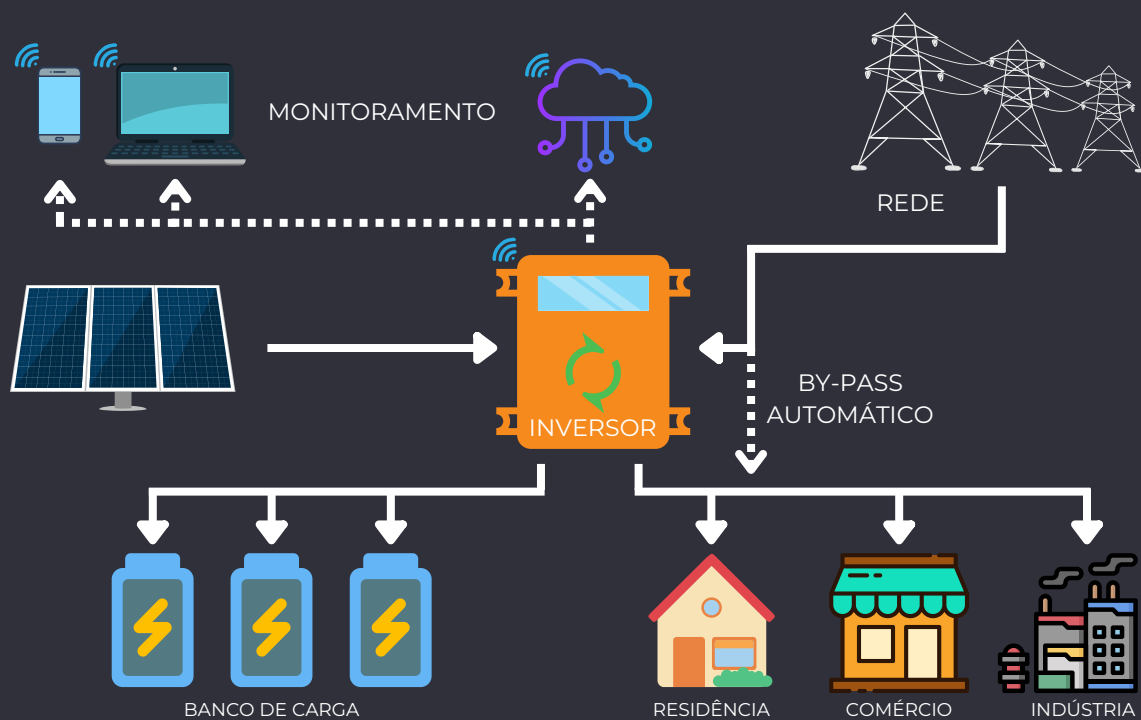 MONITORAMENTO
REDE
BY-PASS
AUTOMÁTICO
INVERSOR
BANCO DE CARGA
RESIDÊNCIA
COMÉRCIO
INDÚSTRIA